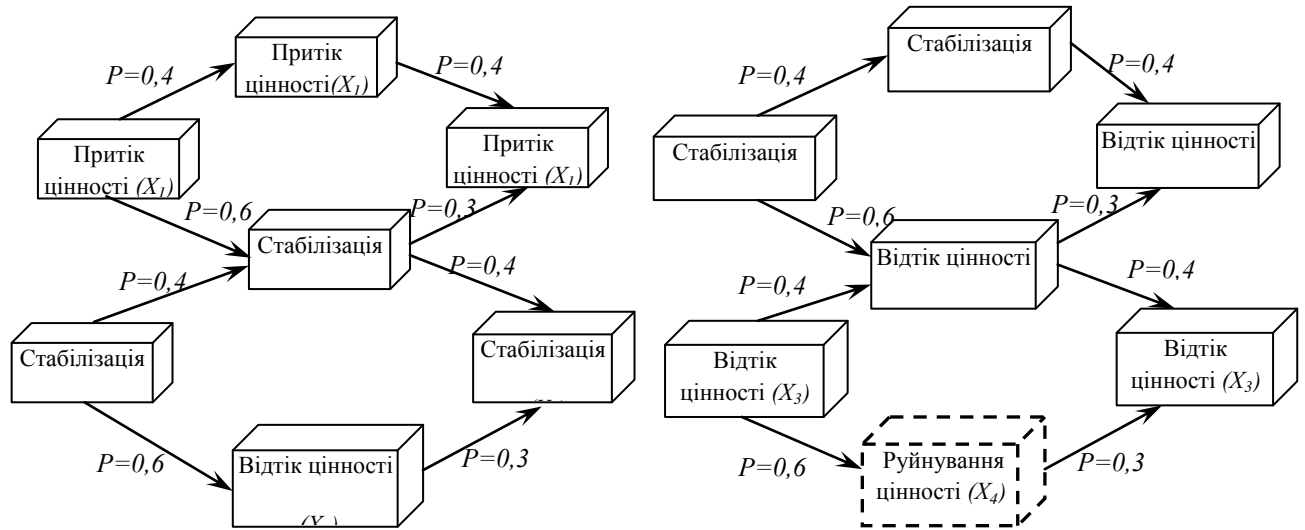 Притік
цінності(X₁)
P=0,4
P=0,4
Притік
цінності (X₁)
Притік
цінності (X₁)
P=0,6
P=0,3
Стабілізація
P=0,4
P=0,4
Стабілізація
Стабілізація
P=0,6
Відтік цінності
P=0,3
Стабілізація
P=0,4
P=0,4
Стабілізація
Відтік цінності
P=0,6
P=0,3
Відтік цінності
P=0,4
P=0,4
Відтік
цінності (X₃)
Відтік
цінності (X₃)
P=0,6
Руйнування
цінності (X₄)
P=0,3